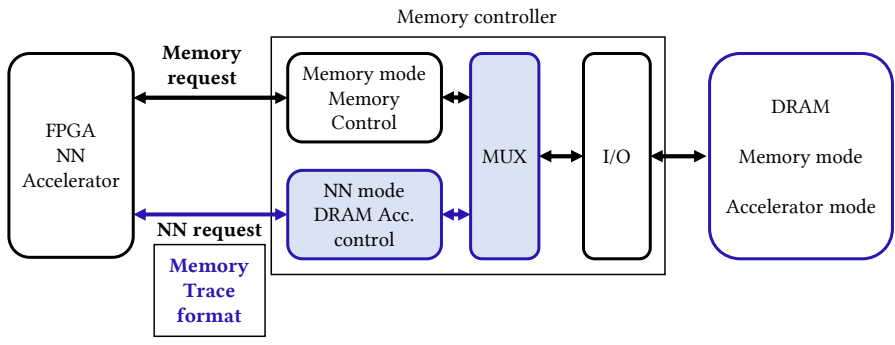 Memory controller
Memory
request
FPGA
NN
Accelerator
Memory mode
Memory
Control
MUX
I/O
DRAM
Memory mode
Accelerator mode
NN mode
DRAM Acc.
control
NN request
Memory
Trace
format